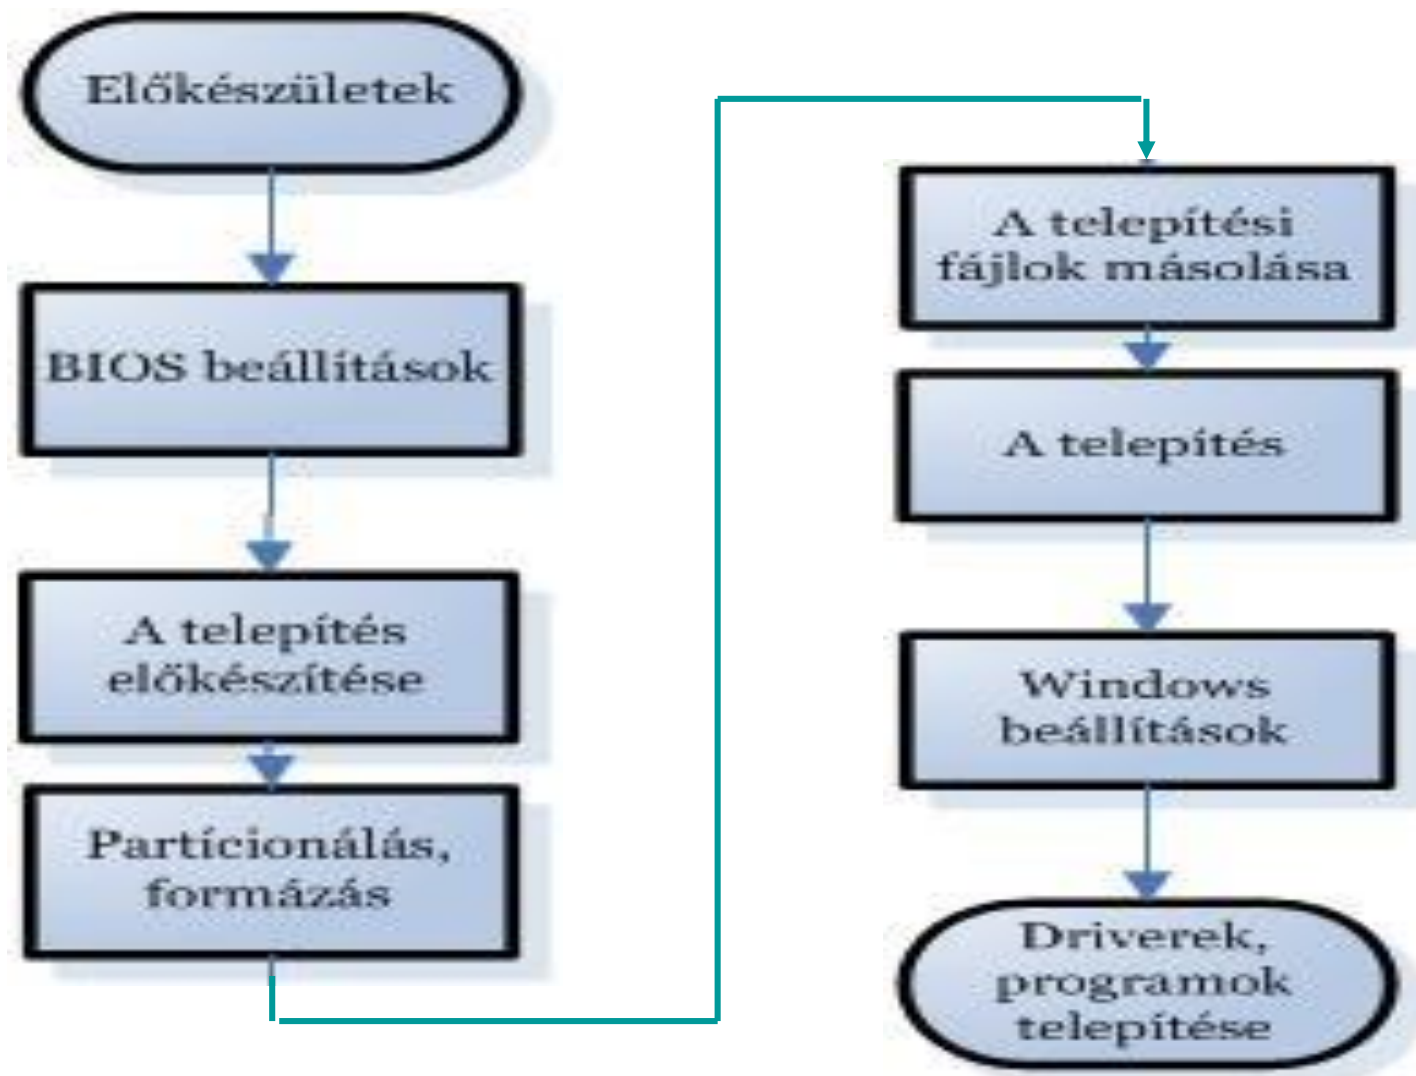 Előkészületek
BIOS beállítások
A telepítés
előkészítése
Partícionálás,
formázás
A telepítési
fájlok másolása
A telepítés
Windows
beállítások
Driverek,
programok
telepítése